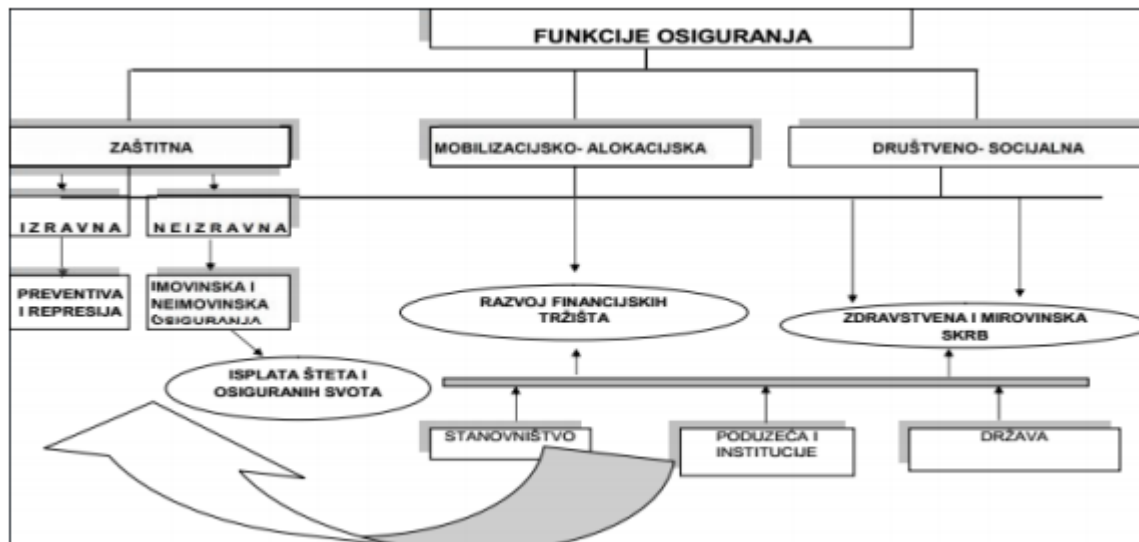 FUNKCIJE OSIGURANJA
ZAŠTITNA
MOBILIZACIJSKO- ALOKACIJSKA
DRUŠTVENO- SOCIJALNA
IZRAVNA
NEIZRAVNA
PREVENTIVA
I REPRESIJA
IMOVINSKA I
NEIMOVINSKA
OSIGURANJA
RAZVOJ FINANCIJSKIH
TRŽIŠTA
ZDRAVSTVENA I MIROVINSKA
SKRB
ISPLATA ŠTETA I
OSIGURANIH SVOTA
STANOVNIŠTVO
PODUZEĆA I
INSTITUCIJE
DRŽAVA